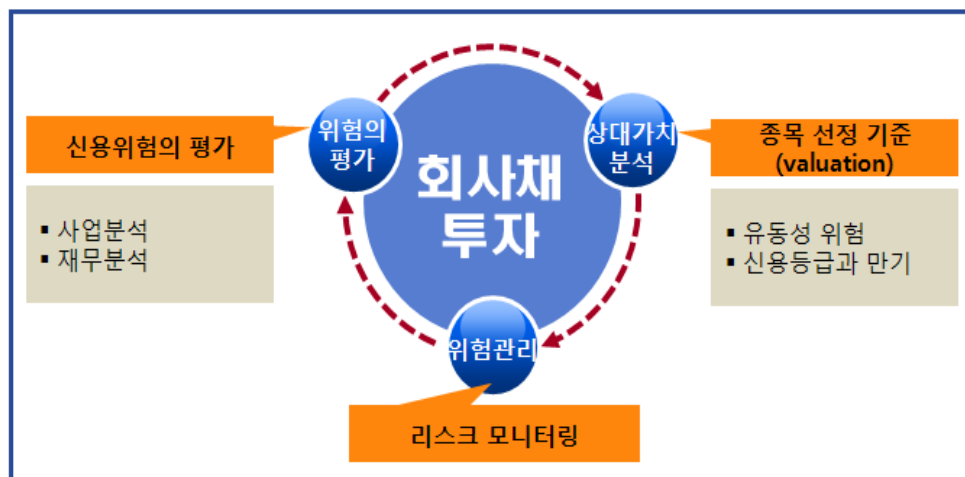 신용위험의 평가
▪ 사업분석
▪ 재무분석
위험의
평가
회사채
투자
상대가치
분석
종목 선정 기준
(valuation)
▪ 유동성 위험
▪ 신용등급과 만기
위험관리
리스크 모니터링